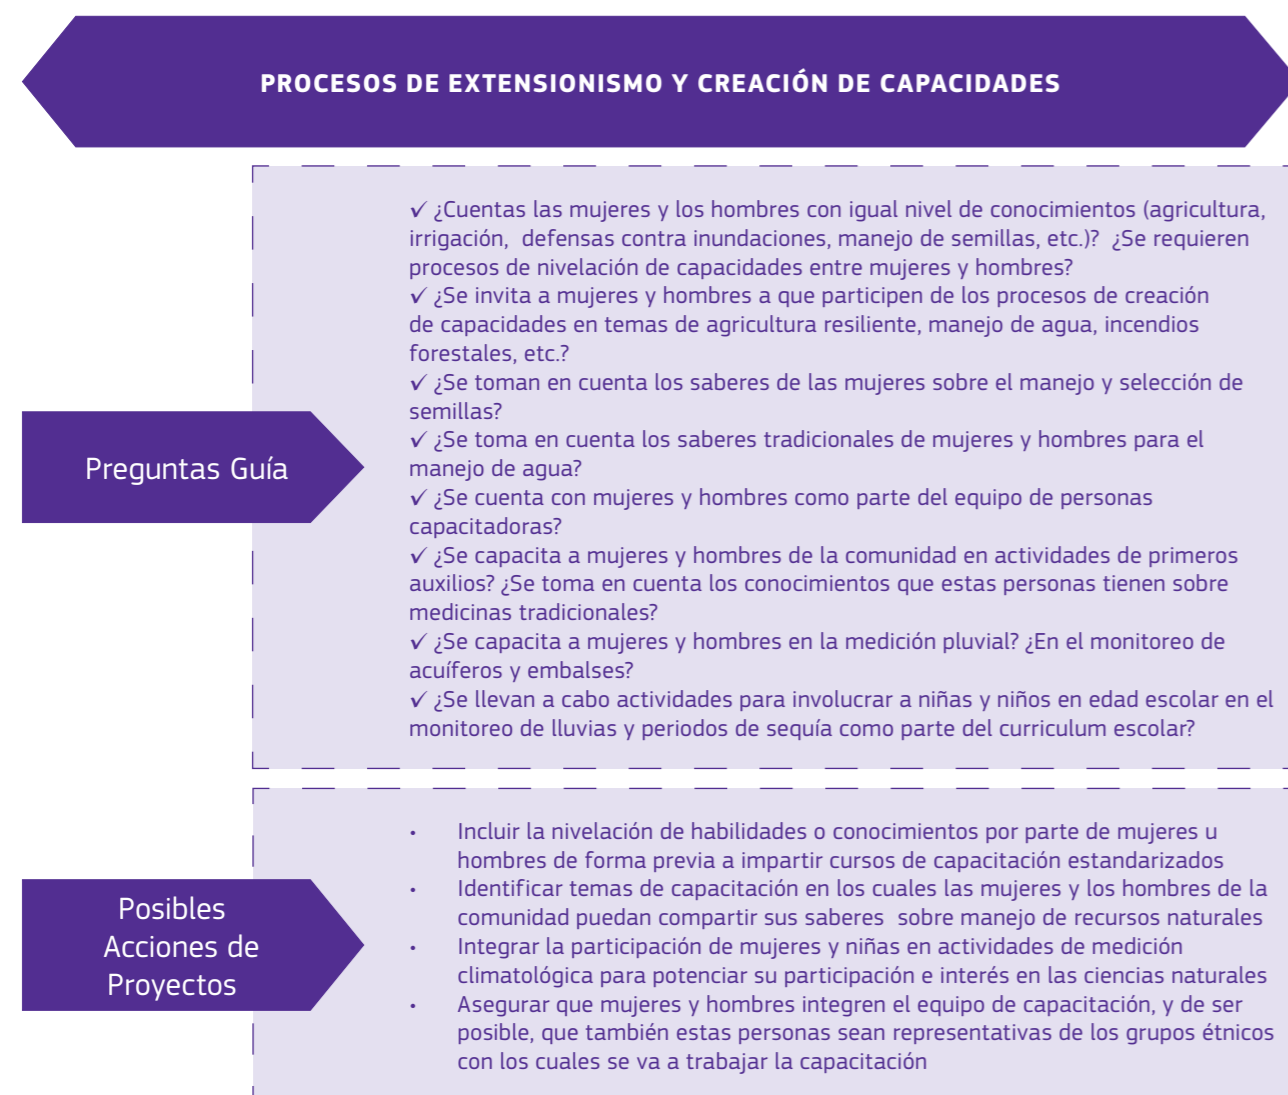 PROCESOS DE EXTENSIONISMO Y CREACIÓN DE CAPACIDADES
Preguntas Guía
✓ ¿Cuentas las mujeres y los hombres con igual nivel de conocimientos (agricultura,
irrigación, defensas contra inundaciones, manejo de semillas, etc.)? ¿Se requieren
procesos de nivelación de capacidades entre mujeres y hombres?
✓ ¿Se invita a mujeres y hombres a que participen de los procesos de creación
de capacidades en temas de agricultura resiliente, manejo de agua, incendios
forestales, etc.?
✓ ¿Se toman en cuenta los saberes de las mujeres sobre el manejo y selección de
semillas?
✓ ¿Se toma en cuenta los saberes tradicionales de mujeres y hombres para el
manejo de agua?
✓ ¿Se cuenta con mujeres y hombres como parte del equipo de personas
capacitadoras?
✓ ¿Se capacita a mujeres y hombres de la comunidad en actividades de primeros
auxilios? ¿Se toma en cuenta los conocimientos que estas personas tienen sobre
medicinas tradicionales?
✓ ¿Se capacita a mujeres y hombres en la medición pluvial? ¿En el monitoreo de
acuíferos y embalses?
✓ ¿Se llevan a cabo actividades para involucrar a niñas y niños en edad escolar en el
monitoreo de lluvias y periodos de sequía como parte del curriculum escolar?
Posibles
Acciones de
Proyectos
• Incluir la nivelación de habilidades o conocimientos por parte de mujeres u
hombres de forma previa a impartir cursos de capacitación estandarizados
• Identificar temas de capacitación en los cuales las mujeres y los hombres de la
comunidad puedan compartir sus saberes sobre manejo de recursos naturales
• Integrar la participación de mujeres y niñas en actividades de medición
climatológica para potenciar su participación e interés en las ciencias naturales
• Asegurar que mujeres y hombres integren el equipo de capacitación, y de ser
posible, que también estas personas sean representativas de los grupos étnicos
con los cuales se va a trabajar la capacitación